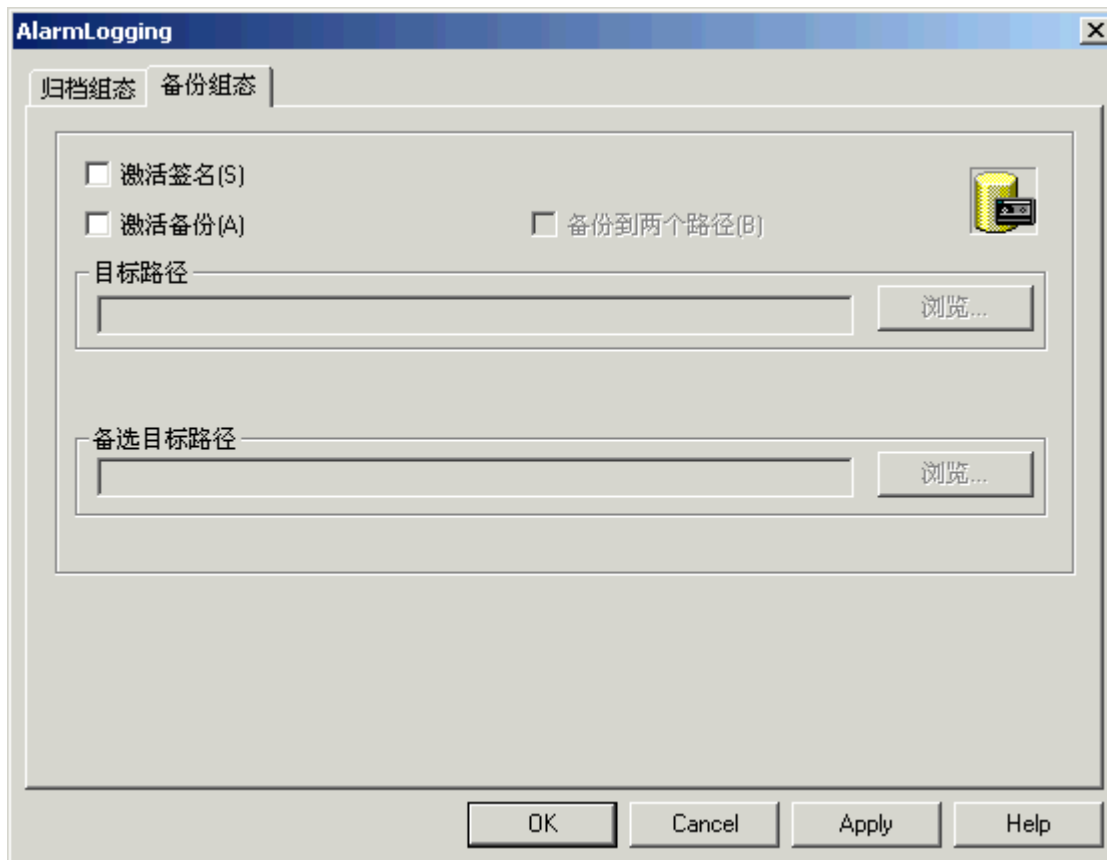 AlarmLogging
归档组态 备份组态
激活签名(S)
激活备份(A) 备份到两个路径(B)
目标路径
浏览...
备选目标路径
浏览...
OK Cancel Apply Help